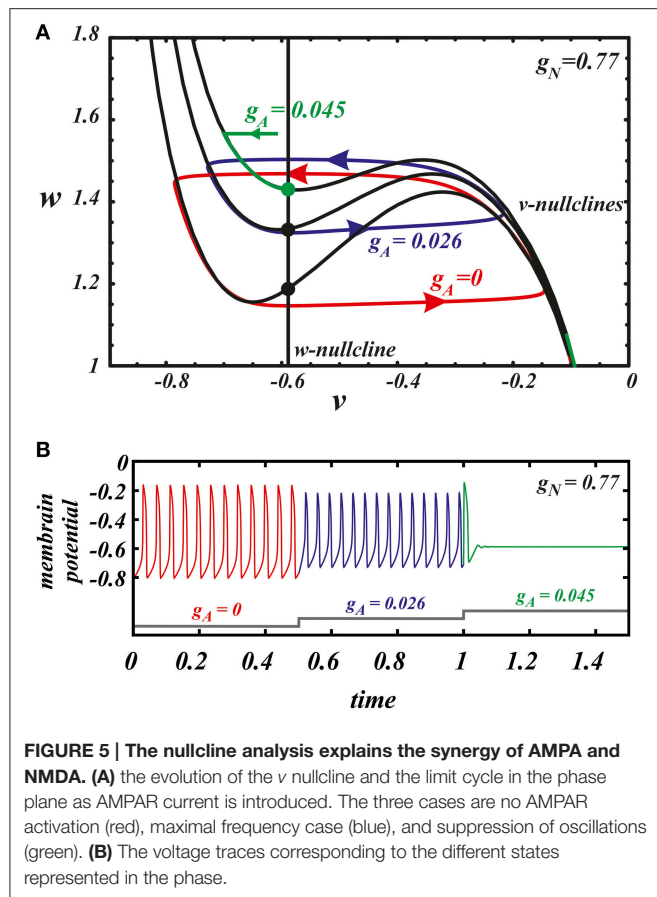 A
1.8
1.6
w
1.4
1.2
1
g_N=0.77
g_A = 0.045
v-nullclines
g_A = 0.026
g_A=0
w-nullcline
-0.8
-0.6
-0.4
-0.2
0
v
B
0
-0.2
-0.4
-0.6
-0.8
membrain
potential
g_N = 0.77
g_A = 0
g_A = 0.026
g_A = 0.045
0
0.2
0.4
0.6
0.8
1
1.2
1.4
time
FIGURE 5 | The nullcline analysis explains the synergy of AMPA and
NMDA. (A) the evolution of the v nullcline and the limit cycle in the phase
plane as AMPAR current is introduced. The three cases are no AMPAR
activation (red), maximal frequency case (blue), and suppression of oscillations
(green). (B) The voltage traces corresponding to the different states
represented in the phase.